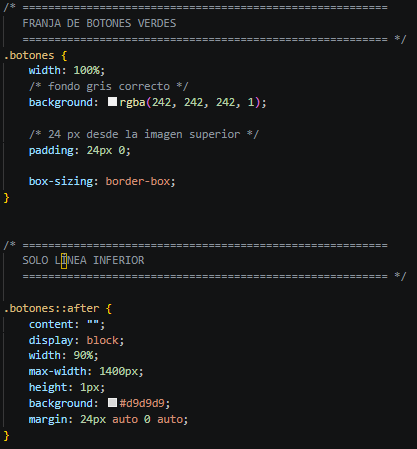 /* ======================================================
FRANJA DE BOTONES VERDES
====================================================== */
.botones {
width: 100%;
/* fondo gris correcto */
background: rgba(242, 242, 242, 1);
/* 24 px desde la imagen superior */
padding: 24px 0;
box-sizing: border-box;
}
/* ======================================================
SOLO LÍNEA INFERIOR
====================================================== */
.botones::after {
content: "";
display: block;
width: 90%;
max-width: 1400px;
height: 1px;
background: #d9d9d9;
margin: 24px auto 0 auto;
}